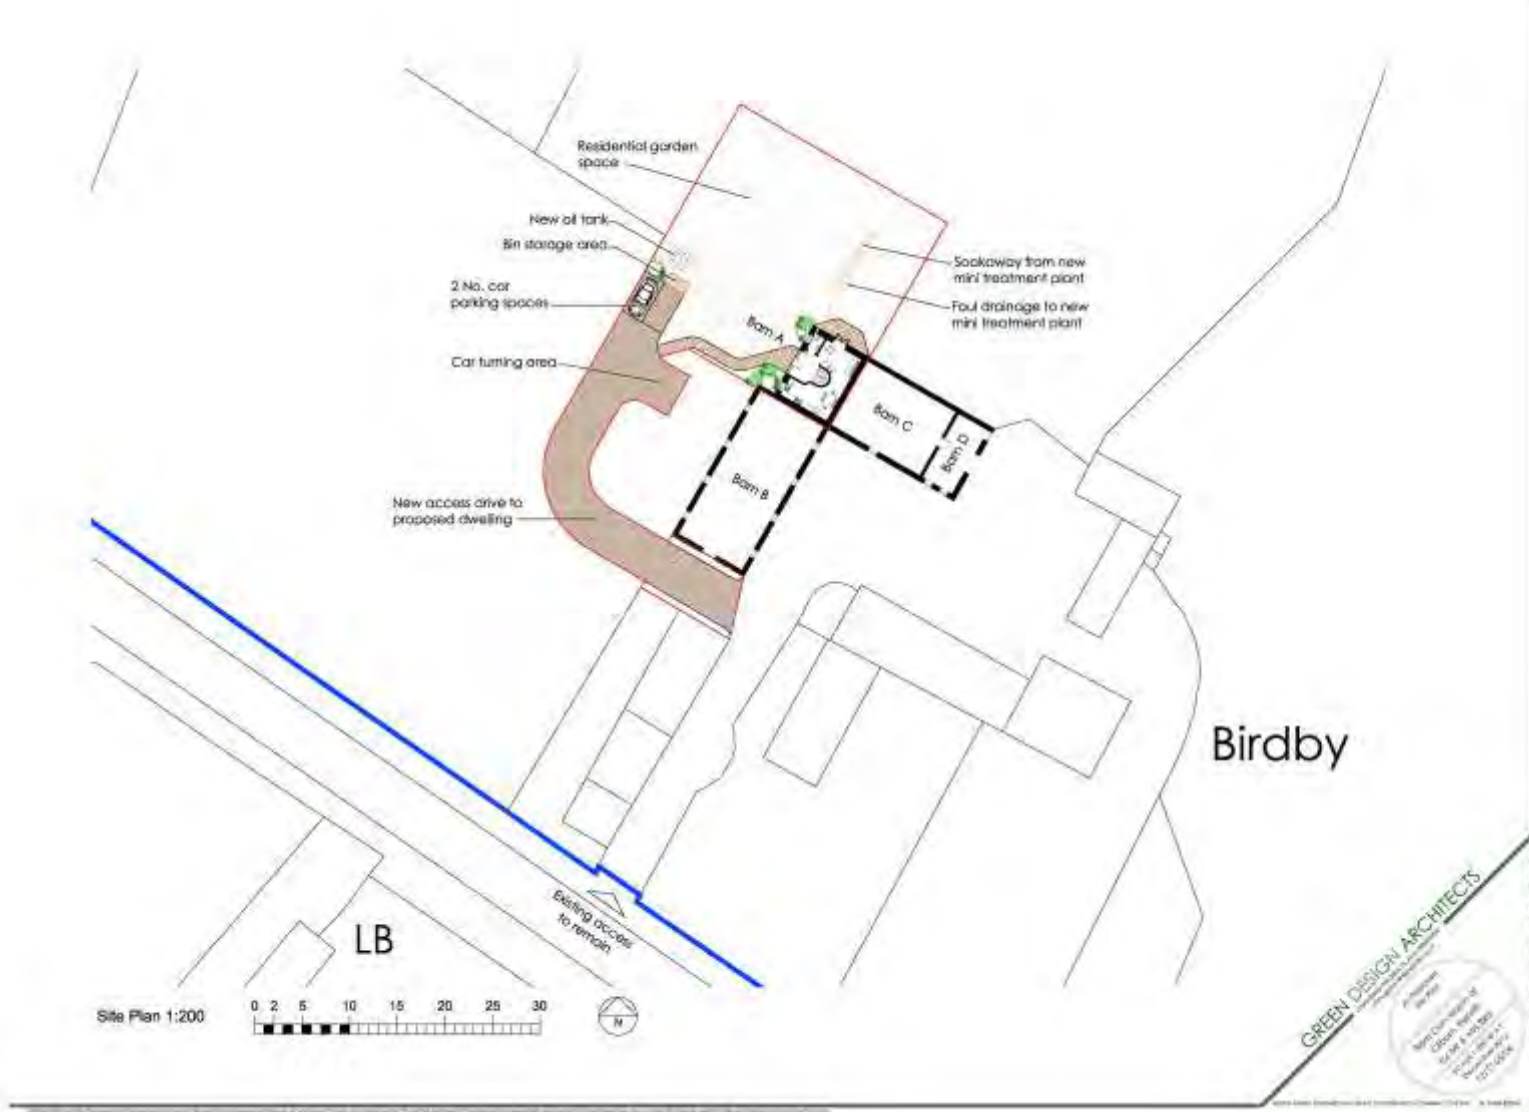 Residential garden
space
New oil tank
Bin storage area
2 No. car
parking spaces
Car turning area
New access drive to
proposed dwelling
Soakaway from new
mini treatment plant
Foul drainage to new
mini treatment plant
Barn A
Barn B
Barn C
Barn D
Birdby
LB
Existing access
to remain
Site Plan 1:200
0 2 5 10 15 20 25 30
N
GREEN DESIGN ARCHITECTS